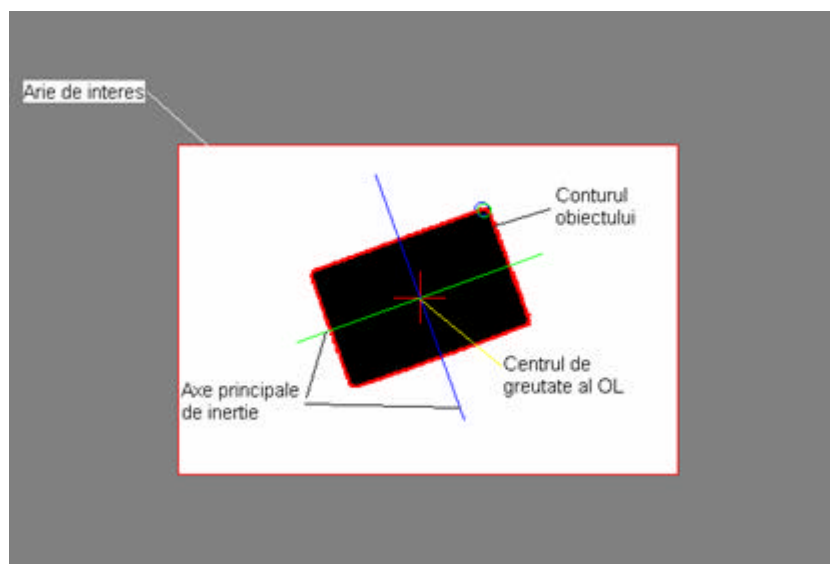 Arie de interes
Conturul
obiectului
Centrul de
greutate al OL
Axe principale
de inertie